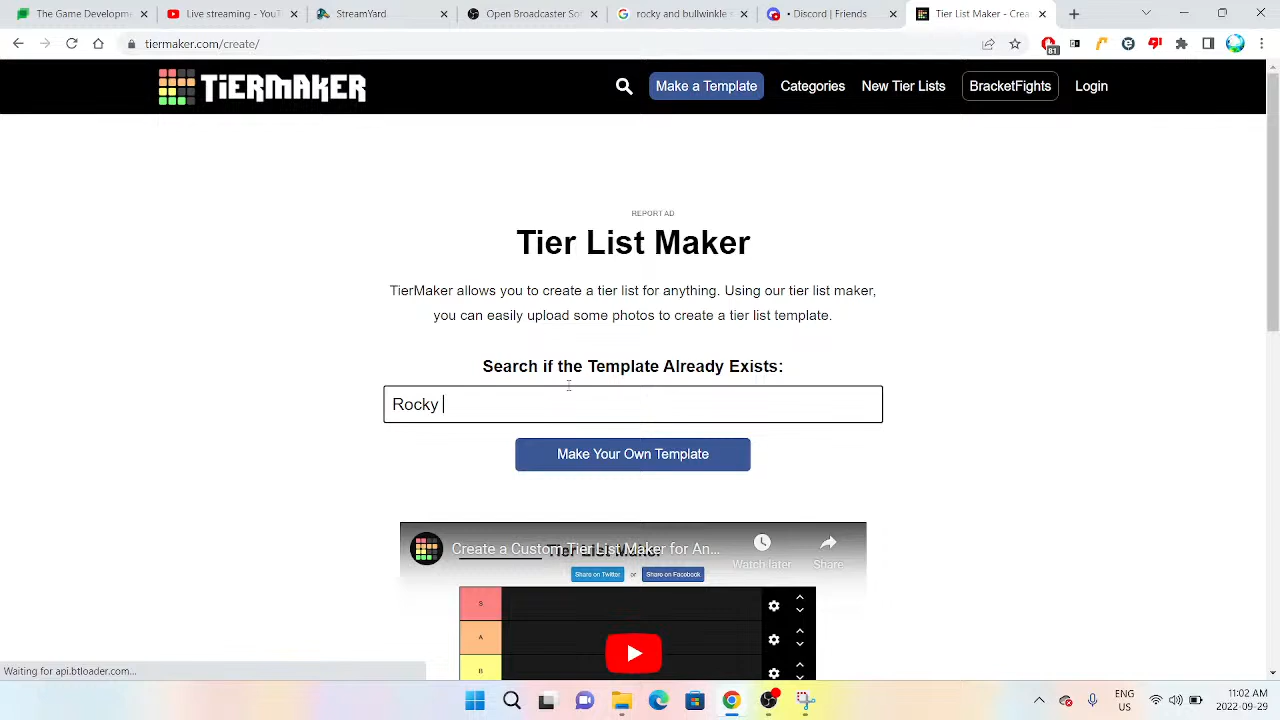 Deep Developments
Live streaming - YouT
StreamYard
Open Broadcaster Sof
rocky and bullwinkle s
• Discord | Friends
Tier List Maker - Crea
tiermaker.com/create/
81
TiERMAKER
Make a Template
Categories
New Tier Lists
BracketFights
Login
REPORT AD
Tier List Maker
TierMaker allows you to create a tier list for anything. Using our tier list maker,
you can easily upload some photos to create a tier list template.
Search if the Template Already Exists:
Rocky
Make Your Own Template
Create a Custom Tier List Maker for An...
Watch later
Share
Share on Twitter or Share on Facebook
S
A
B
Waiting for api.btloader.com...
ENG
US
11:02 AM
2022-09-29